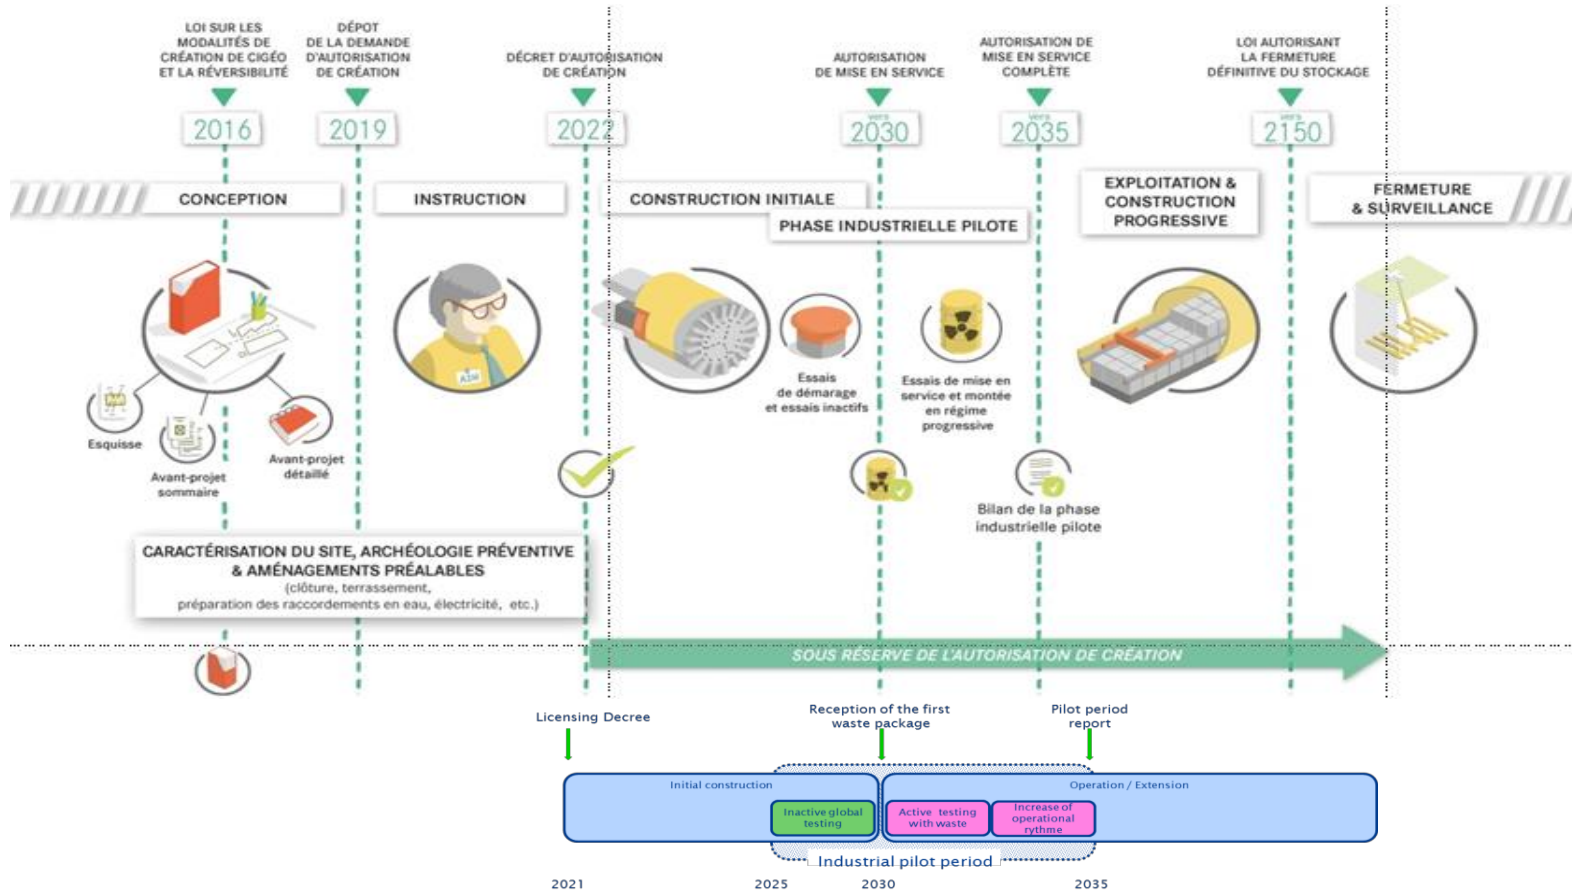 LOI SUR LES
MODALITÉS DE
CRÉATION DE CIGÉO
ET LA RÉVERSIBILITÉ
DÉPOT
DE LA DEMANDE
D'AUTORISATION
DE CRÉATION
DÉCRET D'AUTORISATION
DE CRÉATION
AUTORISATION
DE MISE EN SERVICE
AUTORISATION DE
MISE EN SERVICE
COMPLÈTE
LOI AUTORISANT
LA FERMETURE
DÉFINITIVE DU STOCKAGE
2016
2019
2022
vers
2030
vers
2035
vers
2150
CONCEPTION
INSTRUCTION
CONSTRUCTION INITIALE
PHASE INDUSTRIELLE PILOTE
EXPLOITATION &
CONSTRUCTION
PROGRESSIVE
FERMETURE
& SURVEILLANCE
Esquisse
Avant-projet
sommaire
Avant-projet
détaillé
ASN
Essais
de démarage
et essais inactifs
Essais de mise en
service et montée
en régime
progressive
Bilan de la phase
industrielle pilote
CARACTÉRISATION DU SITE, ARCHÉOLOGIE PRÉVENTIVE
& AMÉNAGEMENTS PRÉALABLES
(clôture, terrassement,
préparation des raccordements en eau, électricité, etc.)
SOUS RÉSERVE DE L'AUTORISATION DE CRÉATION
Licensing Decree
Reception of the first
waste package
Pilot period
report
Initial construction
Operation / Extension
Inactive global
testing
Active testing
with waste
Increase of
operational
rythme
Industrial pilot period
2021
2025
2030
2035